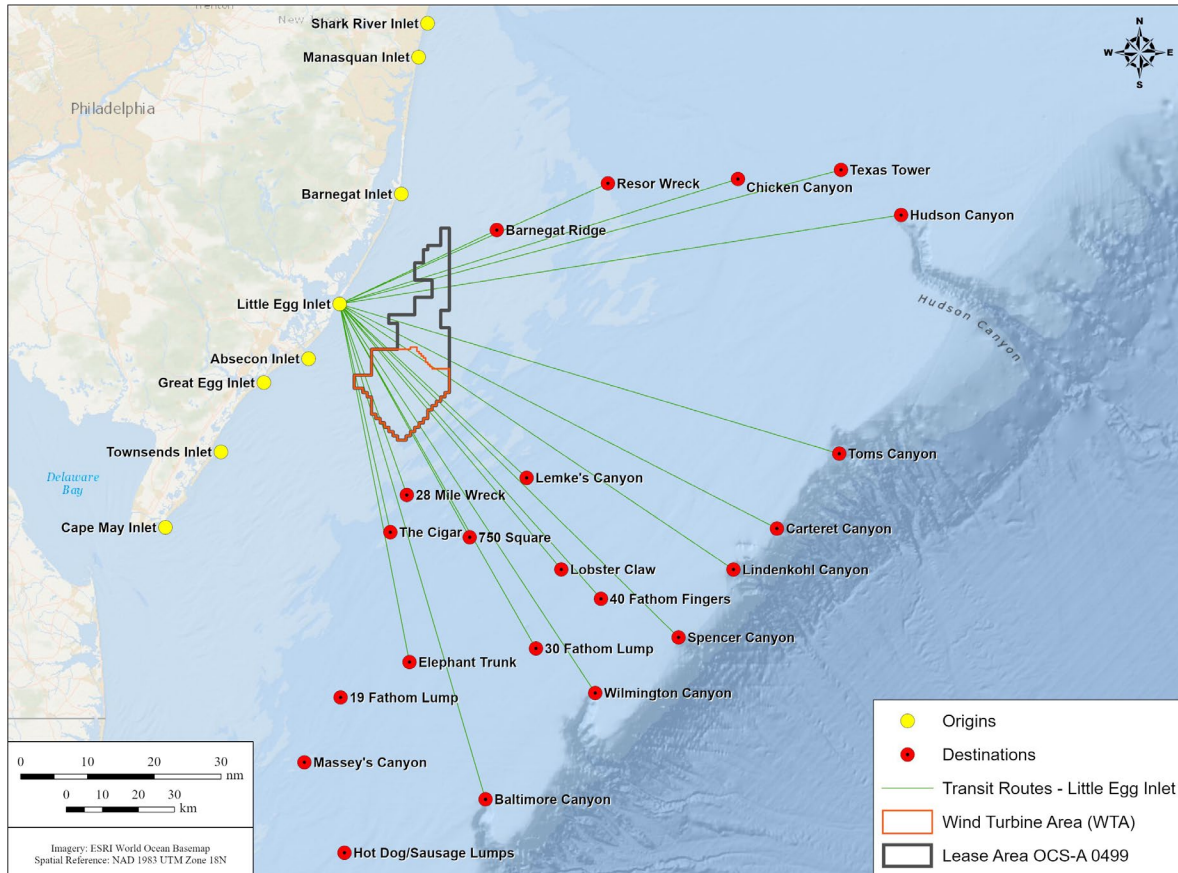 Trenton
New Jersey
Shark River Inlet
N
W E
S
Manasquan Inlet
Philadelphia
Texas Tower
Resor Wreck
Chicken Canyon
Barnegat Inlet
Hudson Canyon
Barnegat Ridge
Little Egg Inlet
Hudson Canyon
Absecon Inlet
Great Egg Inlet
Townsends Inlet
Toms Canyon
Delaware
Bay
Lemke's Canyon
28 Mile Wreck
Cape May Inlet
Carteret Canyon
The Cigar
750 Square
Lobster Claw
Lindenkohl Canyon
40 Fathom Fingers
Spencer Canyon
30 Fathom Lump
Elephant Trunk
19 Fathom Lump
Wilmington Canyon
Massey's Canyon
Baltimore Canyon
Hot Dog/Sausage Lumps
Origins
Destinations
Transit Routes - Little Egg Inlet
Wind Turbine Area (WTA)
Lease Area OCS-A 0499
0 10 20 30
nm
0 10 20 30
km
Imagery: ESRI World Ocean Basemap
Spatial Reference: NAD 1983 UTM Zone 18N